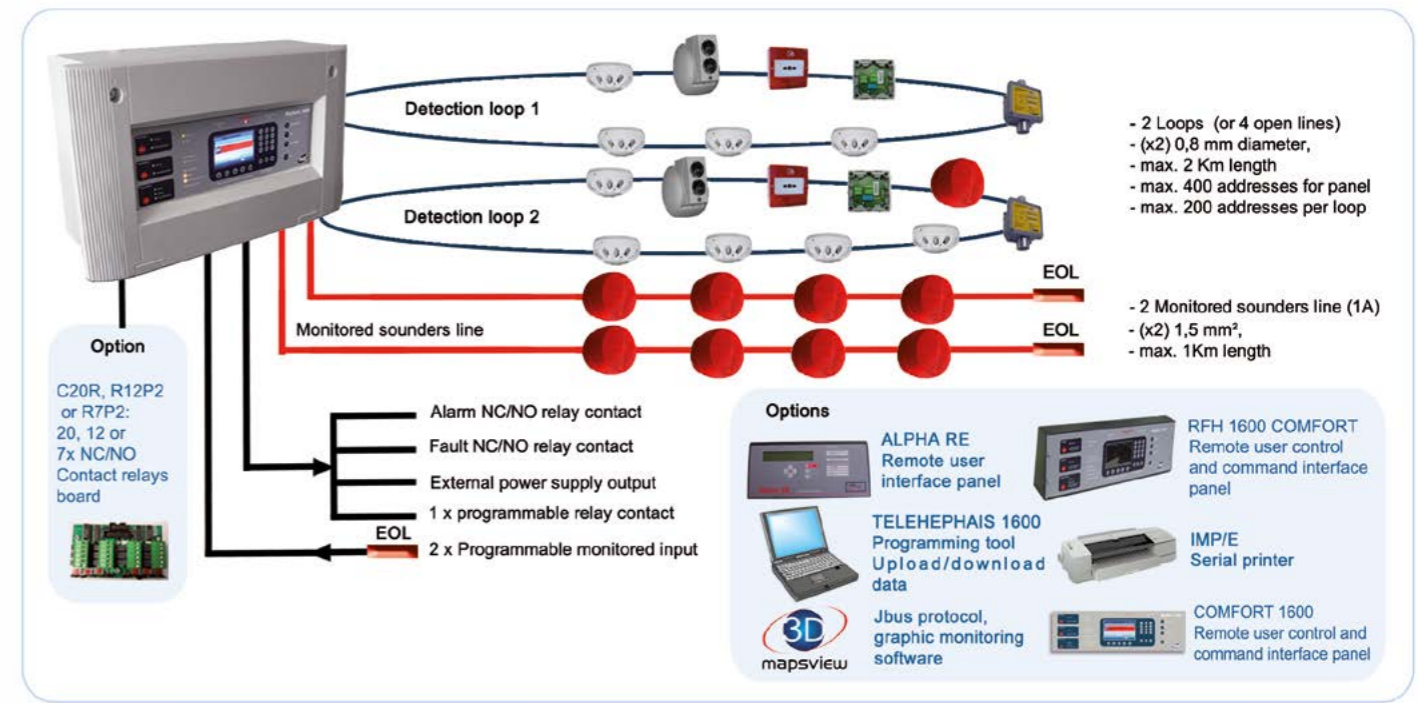 Detection loop 1
Detection loop 2
- 2 Loops (or 4 open lines)
- (x2) 0,8 mm diameter,
- max. 2 Km length
- max. 400 addresses for panel
- max. 200 addresses per loop
EOL
EOL
Monitored sounders line
- 2 Monitored sounders line (1A)
- (x2) 1,5 mm²,
- max. 1Km length
Option
C20R, R12P2
or R7P2:
20, 12 or
7x NC/NO
Contact relays
board
Alarm NC/NO relay contact
Fault NC/NO relay contact
External power supply output
1 x programmable relay contact
EOL
2 x Programmable monitored input
Options
ALPHA RE
Remote user
interface panel
RFH 1600 COMFORT
Remote user control
and command interface
panel
TELEHEPHAIS 1600
Programming tool
Upload/download
data
IMP/E
Serial printer
3D
mapsview
Jbus protocol,
graphic monitoring
software
COMFORT 1600
Remote user control and
command interface panel